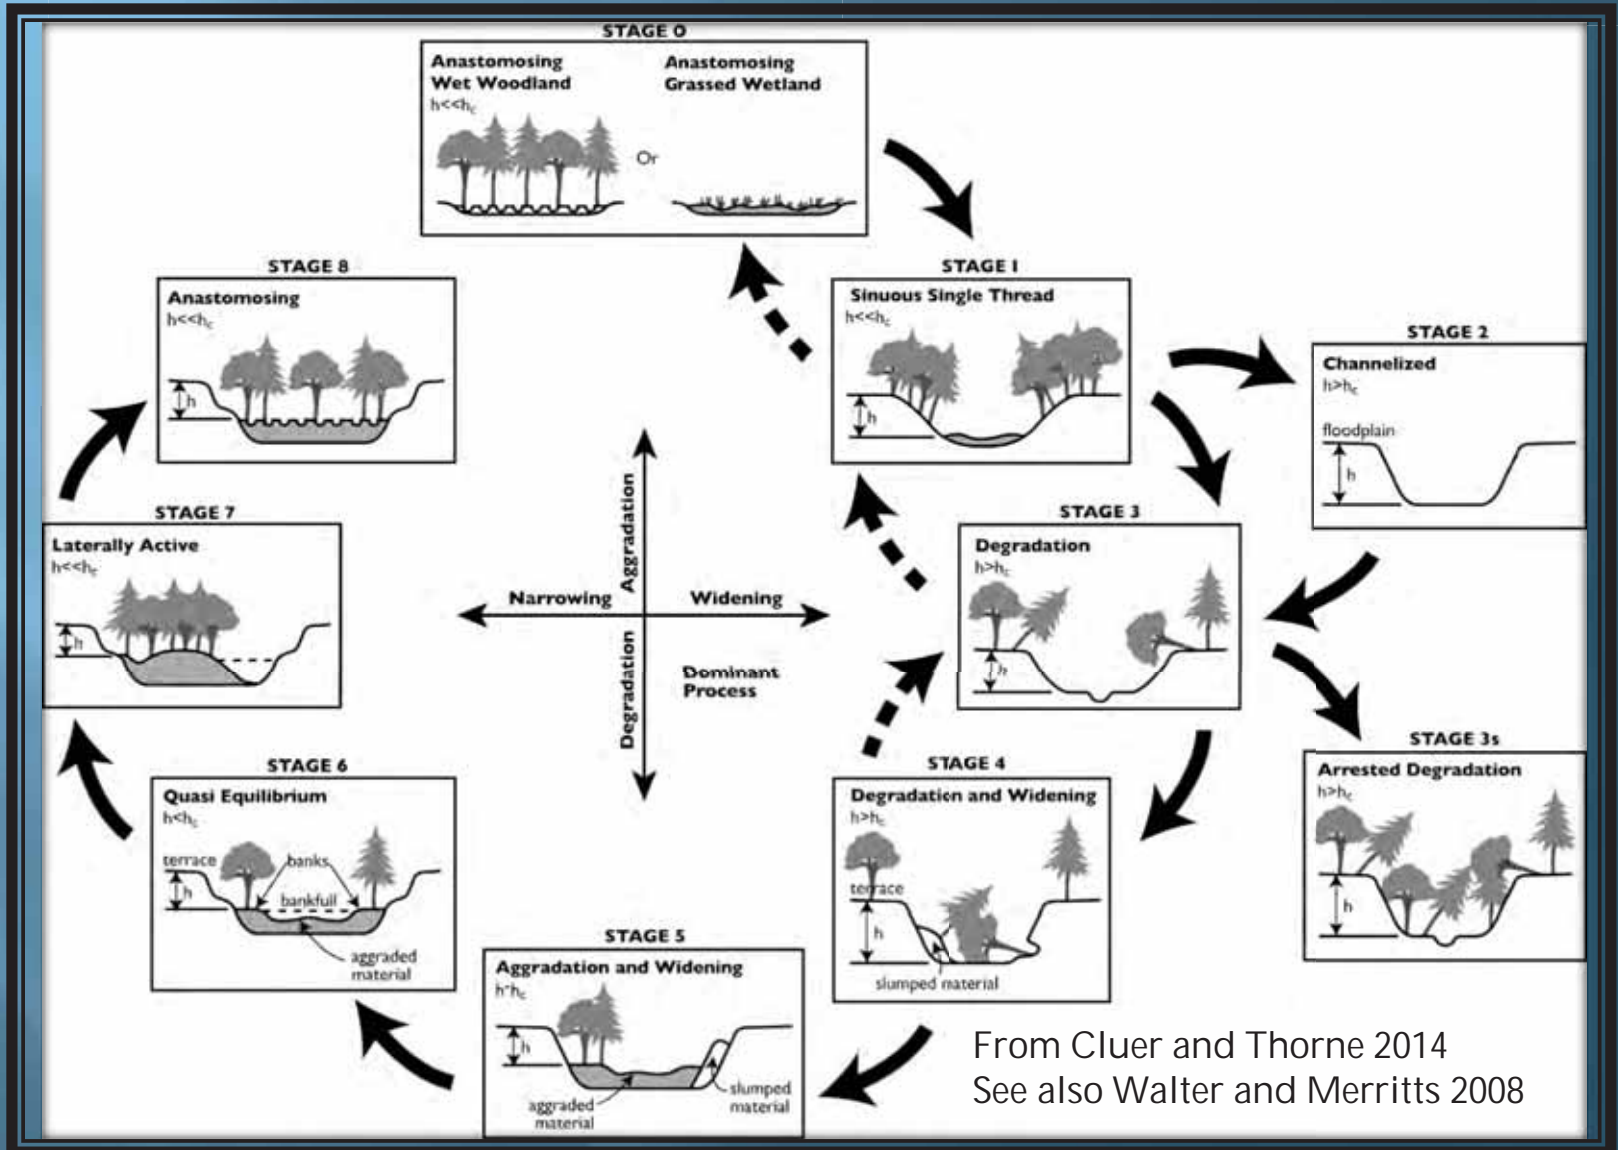 STAGE 0
Anastomosing
Wet Woodland
h<<hc
Or
Anastomosing
Grassed Wetland
STAGE 1
Sinuous Single Thread
h<<hc
h
STAGE 2
Channelized
h>hc
floodplain
h
STAGE 3
Degradation
h>hc
h
STAGE 3s
Arrested Degradation
h>hc
h
STAGE 4
Degradation and Widening
h>hc
terrace
h
slumped material
STAGE 5
Aggradation and Widening
h~hc
h
aggraded
material
slumped
material
STAGE 6
Quasi Equilibrium
h<hc
terrace
banks
h
bankfull
aggraded
material
STAGE 7
Laterally Active
h<<hc
h
STAGE 8
Anastomosing
h<<hc
h
Aggradation
Narrowing
Widening
Degradation
Dominant
Process
From Cluer and Thorne 2014
See also Walter and Merritts 2008